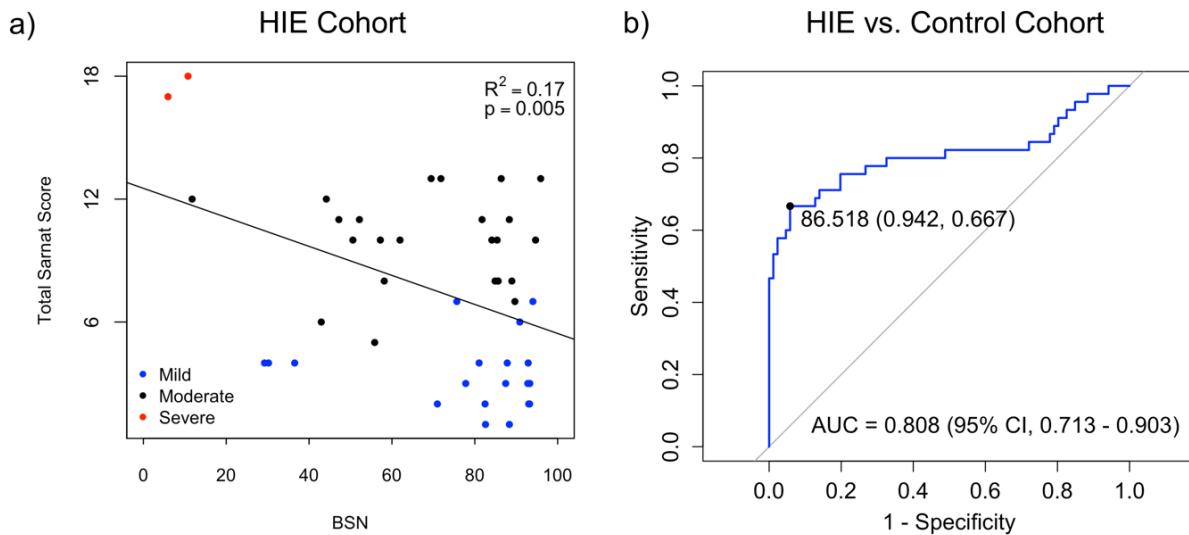 a)
HIE Cohort
Total Sarnat Score
18
12
6
R² = 0.17
p = 0.005
Mild
Moderate
Severe
0 20 40 60 80 100
BSN
b)
HIE vs. Control Cohort
Sensitivity
1.0
0.8
0.6
0.4
0.2
0.0
86.518 (0.942, 0.667)
AUC = 0.808 (95% CI, 0.713 - 0.903)
0.0 0.2 0.4 0.6 0.8 1.0
1 - Specificity